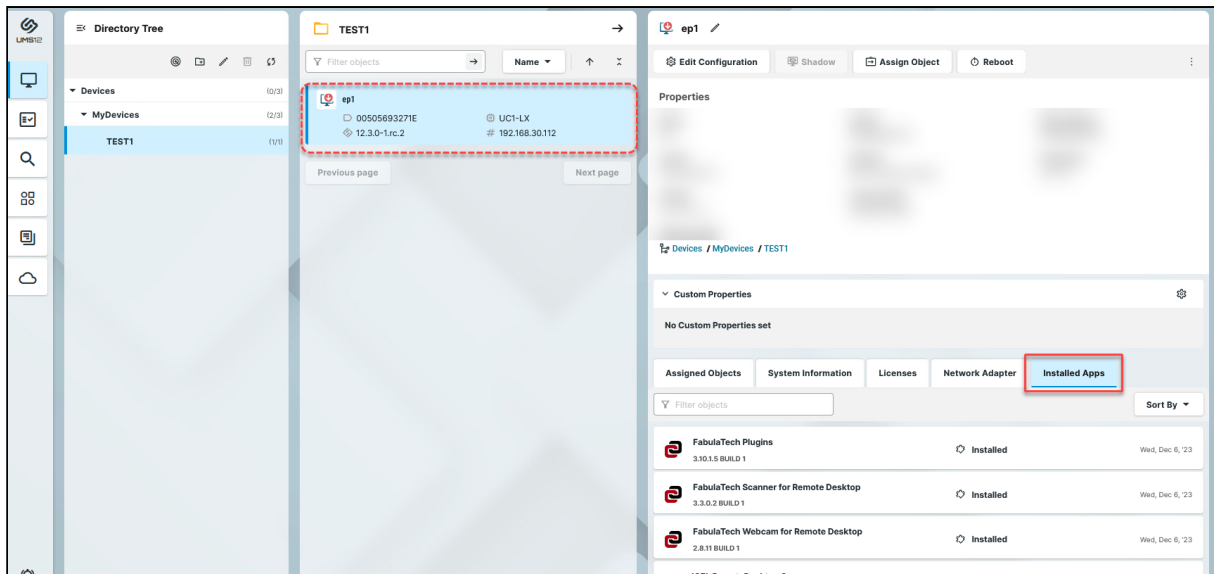 UMS12
Directory Tree
Devices (0/3)
MyDevices (2/3)
TEST1 (1/1)
TEST1
Filter objects
Name
ep1
00505693271E UC1-LX
12.3.0-1.rc.2 # 192.168.30.112
Previous page Next page
ep1
Edit Configuration Shadow Assign Object Reboot
Properties
Devices / MyDevices / TEST1
Custom Properties
No Custom Properties set
Assigned Objects System Information Licenses Network Adapter Installed Apps
Filter objects Sort By
FabulaTech Plugins
3.10.1.5 BUILD 1
Installed
Wed, Dec 6, '23
FabulaTech Scanner for Remote Desktop
3.3.0.2 BUILD 1
Installed
Wed, Dec 6, '23
FabulaTech Webcam for Remote Desktop
2.8.11 BUILD 1
Installed
Wed, Dec 6, '23